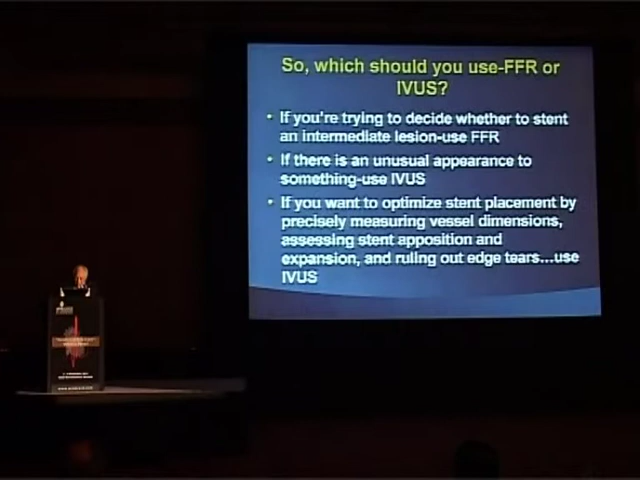 So, which should you use-FFR or
IVUS?
• If you're trying to decide whether to stent
an intermediate lesion-use FFR
• If there is an unusual appearance to
something-use IVUS
• If you want to optimize stent placement by
precisely measuring vessel dimensions,
assessing stent apposition and
expansion, and ruling out edge tears...use
IVUS